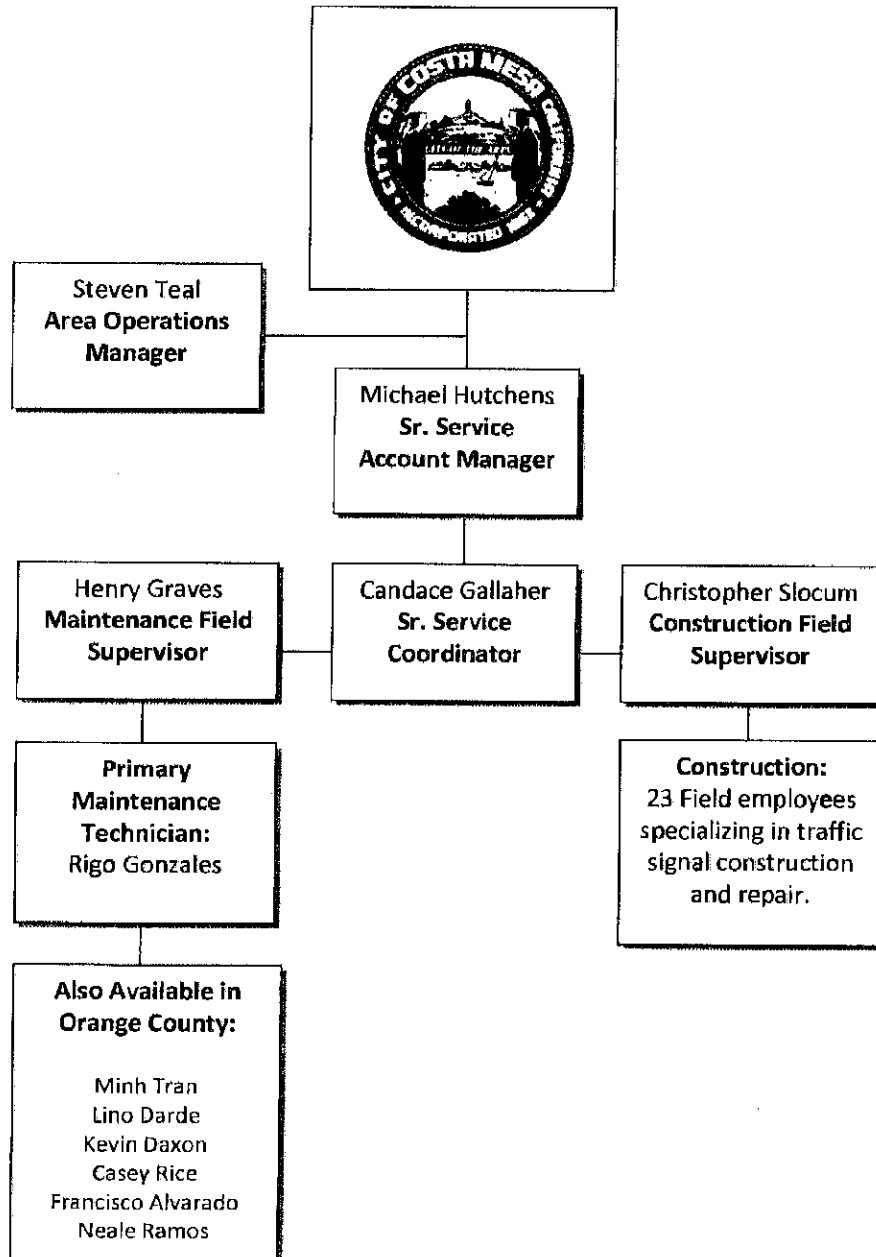 CITY OF COSTA MESA CALIFORNIA
INCORPORATED
Steven Teal
Area Operations
Manager
Michael Hutchens
Sr. Service
Account Manager
Henry Graves
Maintenance Field
Supervisor
Candace Gallaher
Sr. Service
Coordinator
Christopher Slocum
Construction Field
Supervisor
Primary
Maintenance
Technician:
Rigo Gonzales
Construction:
23 Field employees
specializing in traffic
signal construction
and repair.
Also Available in
Orange County:
Minh Tran
Lino Darde
Kevin Daxon
Casey Rice
Francisco Alvarado
Neale Ramos